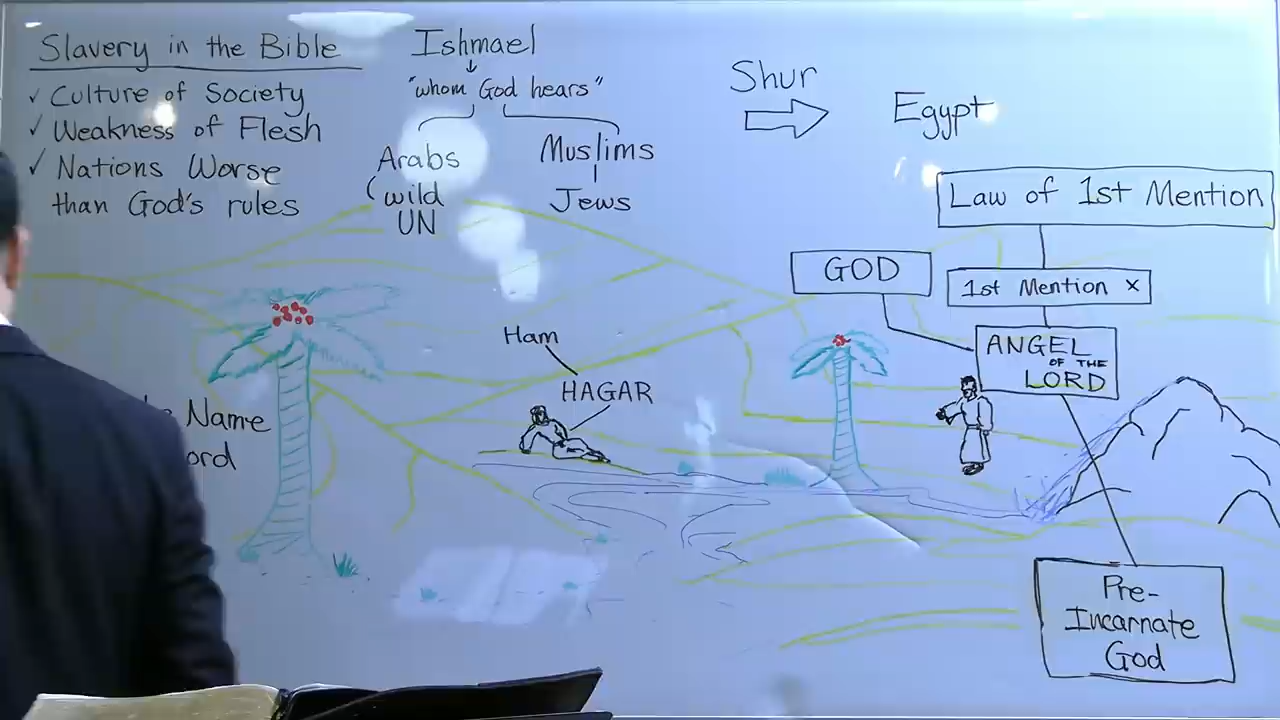 Slavery in the Bible
✓ Culture of Society
✓ Weakness of Flesh
✓ Nations Worse
than God's rules
Ishmael
"whom God hears"
Arabs
wild
UN
Muslims
Jews
Shur
Egypt
Law of 1st Mention
1st Mention x
GOD
ANGEL
OF THE
LORD
Pre-
Incarnate
God
Ham
HAGAR
Name